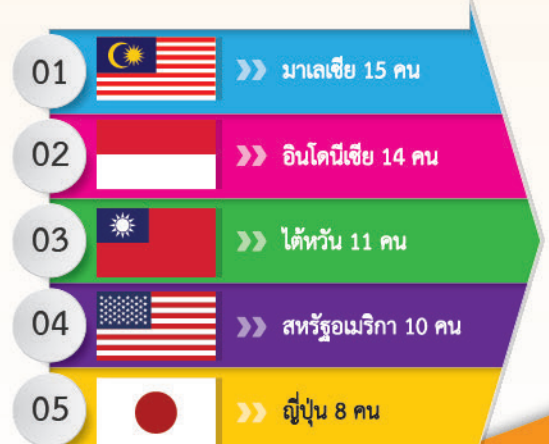 01 มาเลเซีย 15 คน
02 อินโดนีเซีย 14 คน
03 ไต้หวัน 11 คน
04 สหรัฐอเมริกา 10 คน
05 ญี่ปุ่น 8 คน